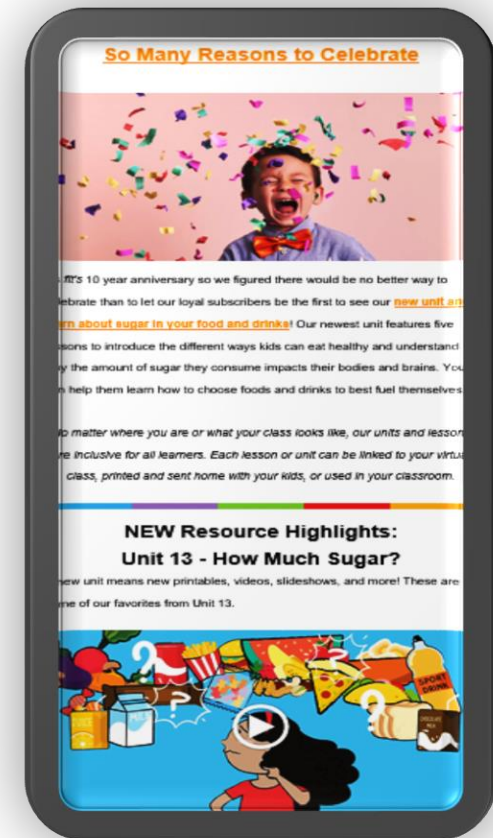 So Many Reasons to Celebrate
fit's 10 year anniversary so we figured there would be no better way to
ebrate than to let our loyal subscribers be the first to see our new unit an
rn about sugar in your food and drinks! Our newest unit features five
sons to introduce the different ways kids can eat healthy and understand
y the amount of sugar they consume impacts their bodies and brains. You
n help them learn how to choose foods and drinks to best fuel themselves
o matter where you are or what your class looks like, our units and lesson
re inclusive for all learners. Each lesson or unit can be linked to your virtua
class, printed and sent home with your kids, or used in your classroom.
NEW Resource Highlights:
Unit 13 - How Much Sugar?
new unit means new printables, videos, slideshows, and more! These are
me of our favorites from Unit 13.
? ? ?
SPORT
DRINK
JUICE
MILK
CHOCOLATE
MILK